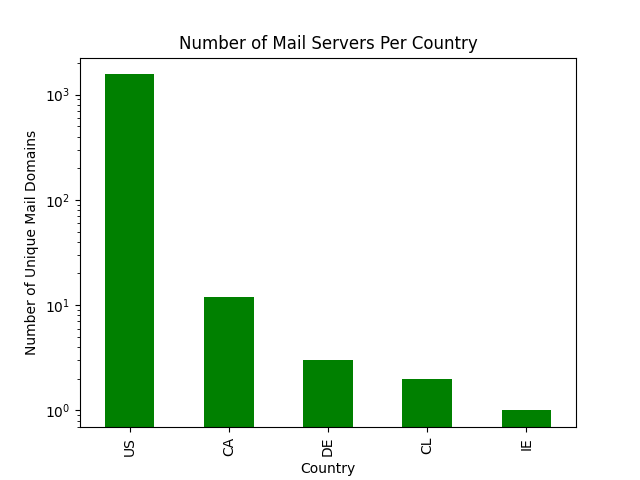 Number of Mail Servers Per Country
Number of Unique Mail Domains
10³
10²
10¹
10⁰
US
CA
DE
CL
IE
Country